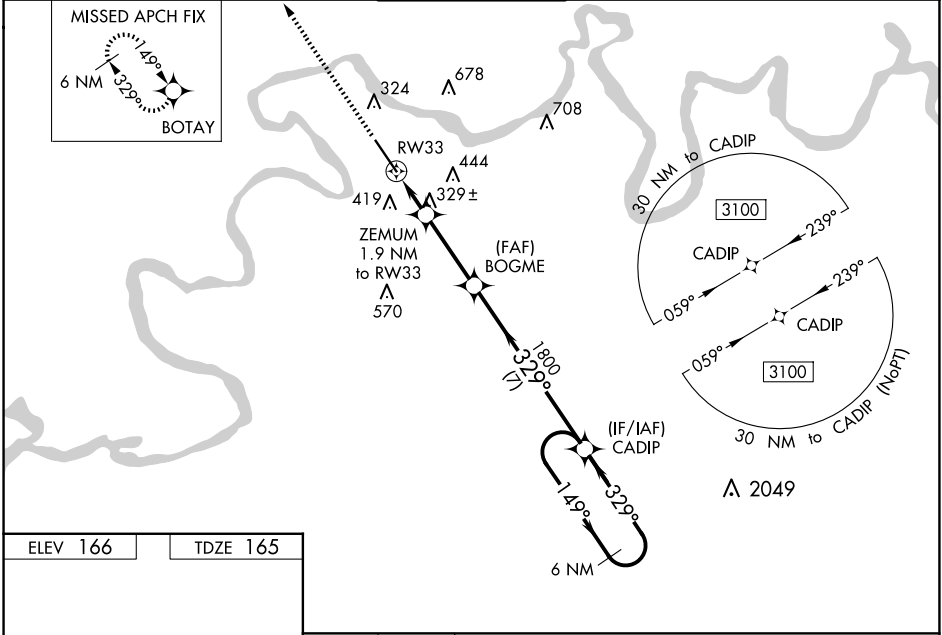 MISSED APCH FIX
6 NM
149°
329°
BOTAY
324
678
708
RW33
444
419
329±
ZEMUM
1.9 NM
to RW33
570
(FAF)
BOGME
1800
329°
(7)
(IF/IAF)
CADIP
149°
329°
6 NM
30 NM to CADIP
3100
239°
CADIP
059°
239°
CADIP
059°
3100
30 NM to CADIP (NoPT)
2049
ELEV 166
TDZE 165